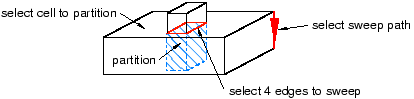 select cell to partition
select sweep path
partition
select 4 edges to sweep